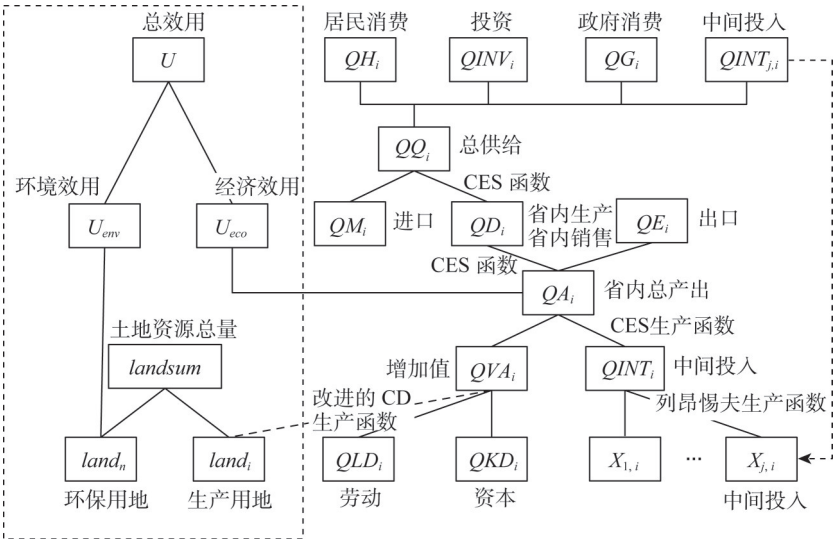 总效用
U
环境效用
经济效用
U_env
U_eco
土地资源总量
landsum
land_n
land_i
环保用地
生产用地
居民消费
投资
政府消费
中间投入
QH_i
QINV_i
QG_i
QINT_{j,i}
QQ_i
总供给
CES 函数
QM_i
进口
QD_i
省内生产
省内销售
QE_i
出口
CES 函数
QA_i
省内总产出
CES生产函数
增加值
QVA_i
QINT_i
中间投入
改进的 CD
生产函数
列昂惕夫生产函数
QLD_i
QKD_i
X_{1, i}
…
X_{j, i}
劳动
资本
中间投入